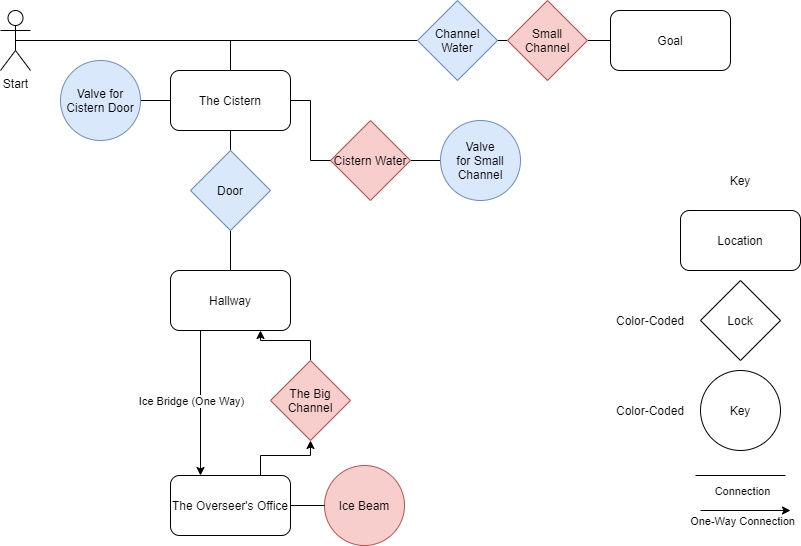 Start
Channel
Water
Small
Channel
Goal
Valve for
Cistern Door
The Cistern
Cistern Water
Valve
for Small
Channel
Door
Hallway
Ice Bridge (One Way)
The Big
Channel
The Overseer's Office
Ice Beam
Key
Location
Color-Coded
Lock
Color-Coded
Key
Connection
One-Way Connection